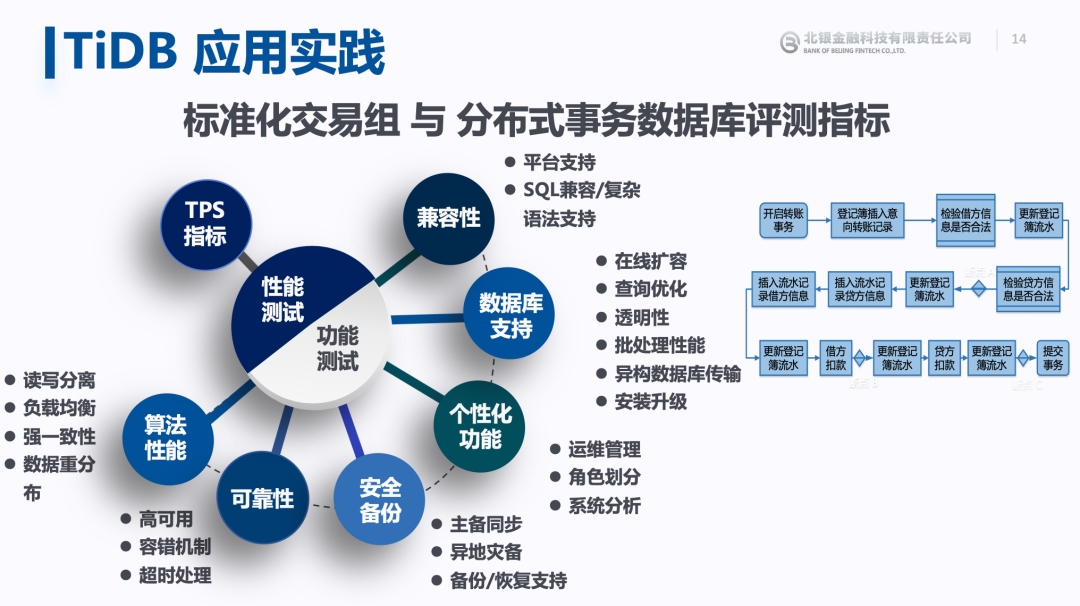 TiDB 应用实践
北银金融科技有限责任公司
BANK OF BEIJING FINTECH CO.,LTD.
14
标准化交易组 与 分布式事务数据库评测指标
TPS
指标
性能
测试
功能
测试
兼容性
平台支持
SQL兼容/复杂
语法支持
数据库
支持
在线扩容
查询优化
透明性
批处理性能
异构数据库传输
安装升级
个性化
功能
运维管理
角色划分
系统分析
安全
备份
主备同步
异地灾备
备份/恢复支持
可靠性
高可用
容错机制
超时处理
算法
性能
读写分离
负载均衡
强一致性
数据重分
布
开启转账
事务
登记簿插入意
向转账记录
检验借方信
息是否合法
更新登记
簿流水
检验贷方信
息是否合法
断点 A
更新登记
簿流水
插入流水记
录贷方信息
插入流水记
录借方信息
更新登记
簿流水
借方
扣款
断点 B
更新登记
簿流水
贷方
扣款
更新登记
簿流水
断点 C
提交
事务